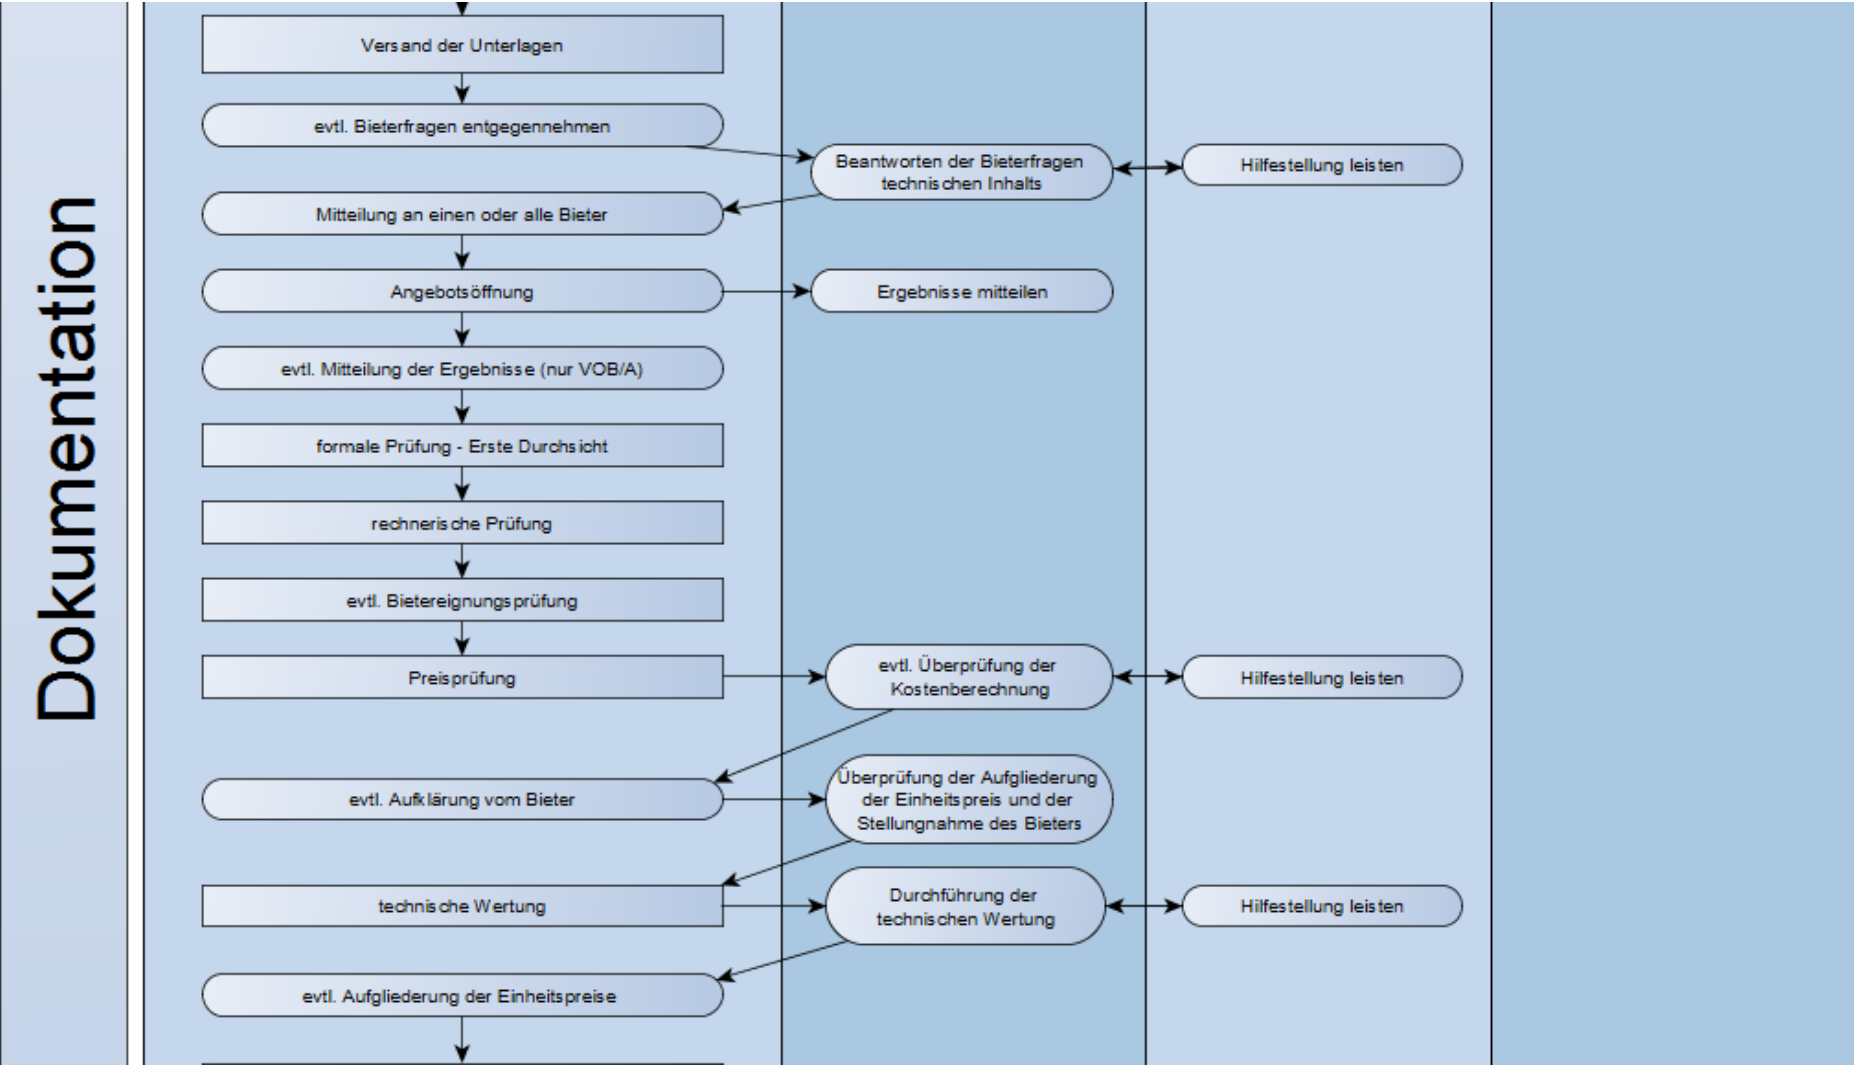 Dokumentation
Versand der Unterlagen
evtl. Bieterfragen entgegennehmen
Beantworten der Bieterfragen
technischen Inhalts
Hilfestellung leisten
Mitteilung an einen oder alle Bieter
Angebotsöffnung
Ergebnisse mitteilen
evtl. Mitteilung der Ergebnisse (nur VOB/A)
formale Prüfung - Erste Durchsicht
rechnerische Prüfung
evtl. Bietereignungsprüfung
Preisprüfung
evtl. Überprüfung der
Kostenberechnung
Hilfestellung leisten
evtl. Aufklärung vom Bieter
Überprüfung der Aufgliederung
der Einheitspreis und der
Stellungnahme des Bieters
technische Wertung
Durchführung der
technischen Wertung
Hilfestellung leisten
evtl. Aufgliederung der Einheitspreise